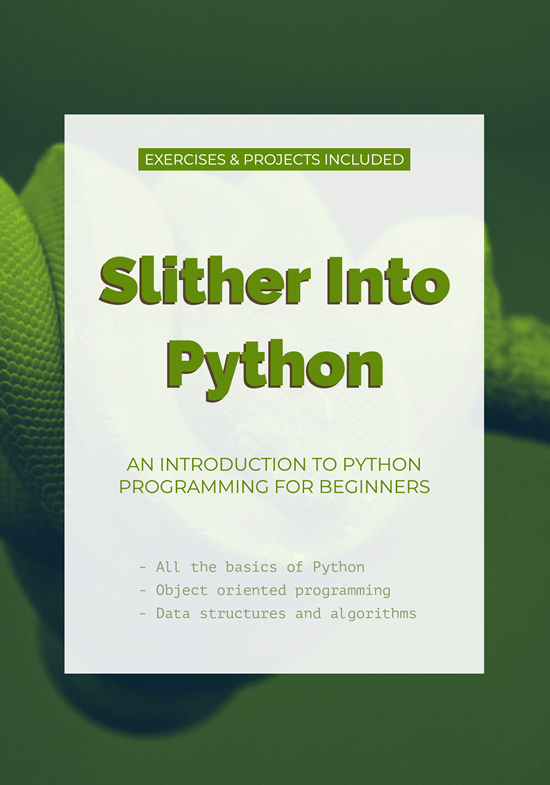 EXERCISES & PROJECTS INCLUDED
Slither Into
Python
AN INTRODUCTION TO PYTHON
PROGRAMMING FOR BEGINNERS
- All the basics of Python
- Object oriented programming
- Data structures and algorithms